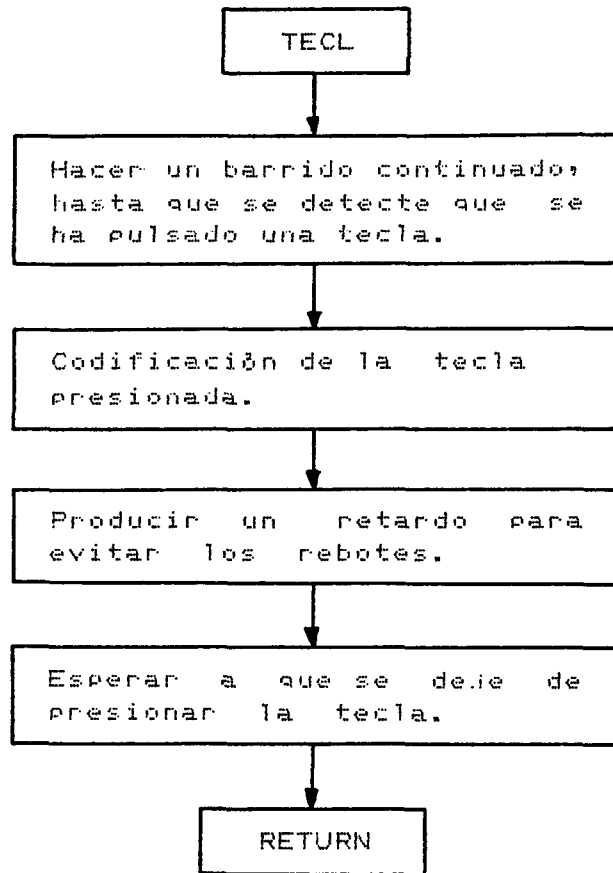 TECL
Hacer un barrido continuado,
hasta que se detecte que se
ha pulsado una tecla.
Codificación de la tecla
presionada.
Producir un retardo para
evitar los rebotes.
Esperar a que se deje de
presionar la tecla.
RETURN